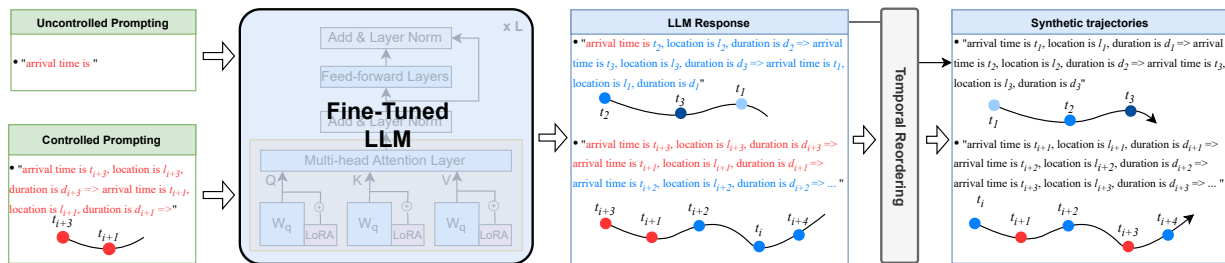 Uncontrolled Prompting
• "arrival time is "
Controlled Prompting
• "arrival time is t_{i+3}, location is l_{i+3},
duration is d_{i+3} => arrival time is t_{i+1},
location is l_{i+1}, duration is d_{i+1} =>"
t_{i+3}
t_{i+1}
x L
Add & Layer Norm
Feed-forward Layers
Fine-Tuned
LLM
Add & Layer Norm
Multi-head Attention Layer
Q
K
V
W_q
LoRA
W_q
LoRA
W_q
LoRA
LLM Response
• "arrival time is t_2, location is l_2, duration is d_2 => arrival
time is t_3, location is l_3, duration is d_3 => arrival time is t_1,
location is l_1, duration is d_1"
t_2
t_3
t_1
• "arrival time is t_{i+3}, location is l_{i+3}, duration is d_{i+3} =>
arrival time is t_{i+1}, location is l_{i+1}, duration is d_{i+1} =>
arrival time is t_{i+2}, location is l_{i+2}, duration is d_{i+2} => ... "
t_{i+3}
t_{i+1}
t_{i+2}
t_i
t_{i+4}
Temporal Reordering
Synthetic trajectories
• "arrival time is t_1, location is l_1, duration is d_1 => arrival
time is t_2, location is l_2, duration is d_2 => arrival time is t_3,
location is l_3, duration is d_3"
t_1
t_2
t_3
• "arrival time is t_{i+1}, location is l_{i+1}, duration is d_{i+1} =>
arrival time is t_{i+2}, location is l_{i+2}, duration is d_{i+2} =>
arrival time is t_{i+3}, location is l_{i+3}, duration is d_{i+3} => ... "
t_i
t_{i+1}
t_{i+2}
t_{i+3}
t_{i+4}